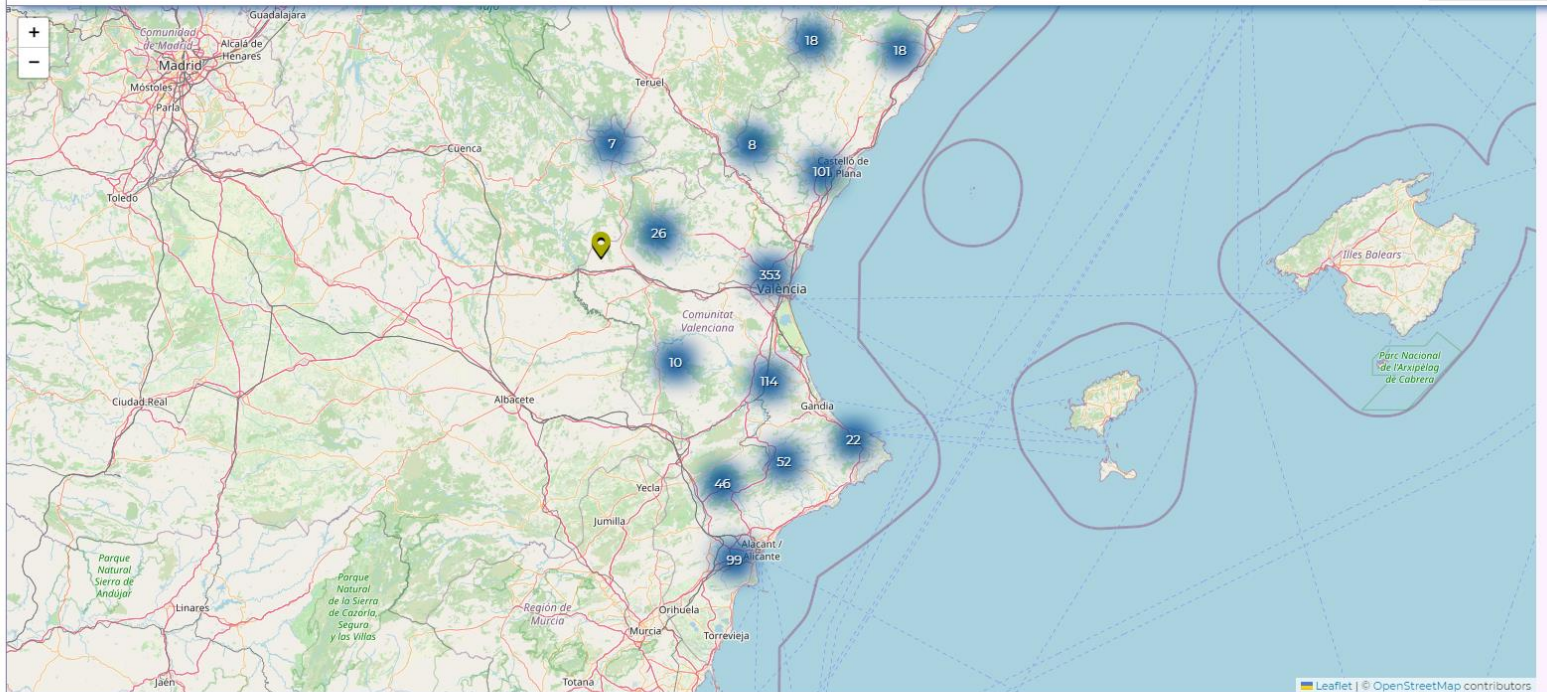 Guadalajara
+
−
Comunidad
de Madrid
Alcalá de
Henares
Madrid
Móstoles
Parla
Teruel
18
18
7
Cuenca
8
Castelló de
la Plana
101
Toledo
26
353
València
Illes Balears
Comunitat
Valenciana
10
114
Parc Nacional
de l'Arxipèlag
de Cabrera
Ciudad Real
Albacete
Gandia
22
52
46
Yecla
Jumilla
Alacant /
Alicante
99
Parque
Natural
Sierra de
Andújar
Parque
Natural
de la Sierra
de Cazorla,
Segura
y las Villas
Linares
Región de
Murcia
Orihuela
Murcia
Torrevieja
Jaén
Totana
Leaflet | © OpenStreetMap contributors